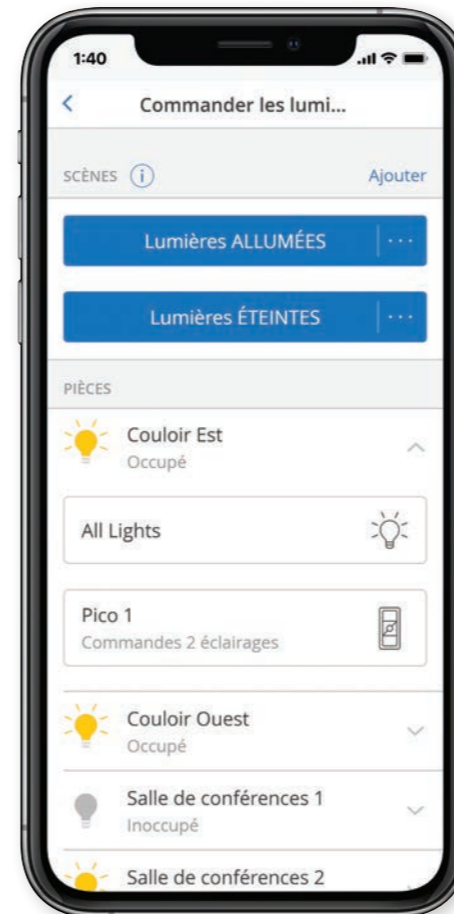 1:40
Commander les lumi...
SCÈNES
Ajouter
Lumières ALLUMÉES
Lumières ÉTEINTES
PIÈCES
Couloir Est
Occupé
All Lights
Pico 1
Commandes 2 éclairages
Couloir Ouest
Occupé
Salle de conférences 1
Inoccupé
Salle de conférences 2